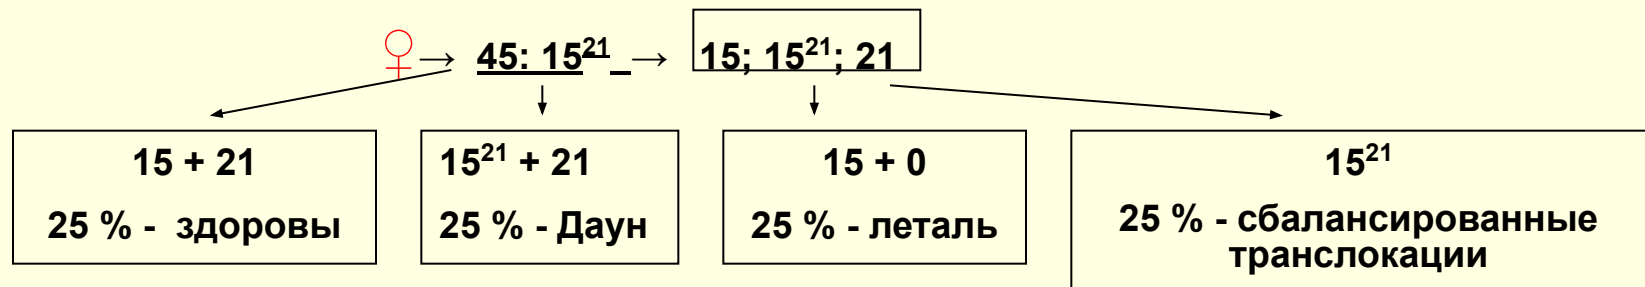 ♀→ 45: 15²¹ _→ 15; 15²¹; 21
15 + 21
25 % - здоровы
15²¹ + 21
25 % - Даун
15 + 0
25 % - леталь
15²¹
25 % - сбалансированные
транслокации